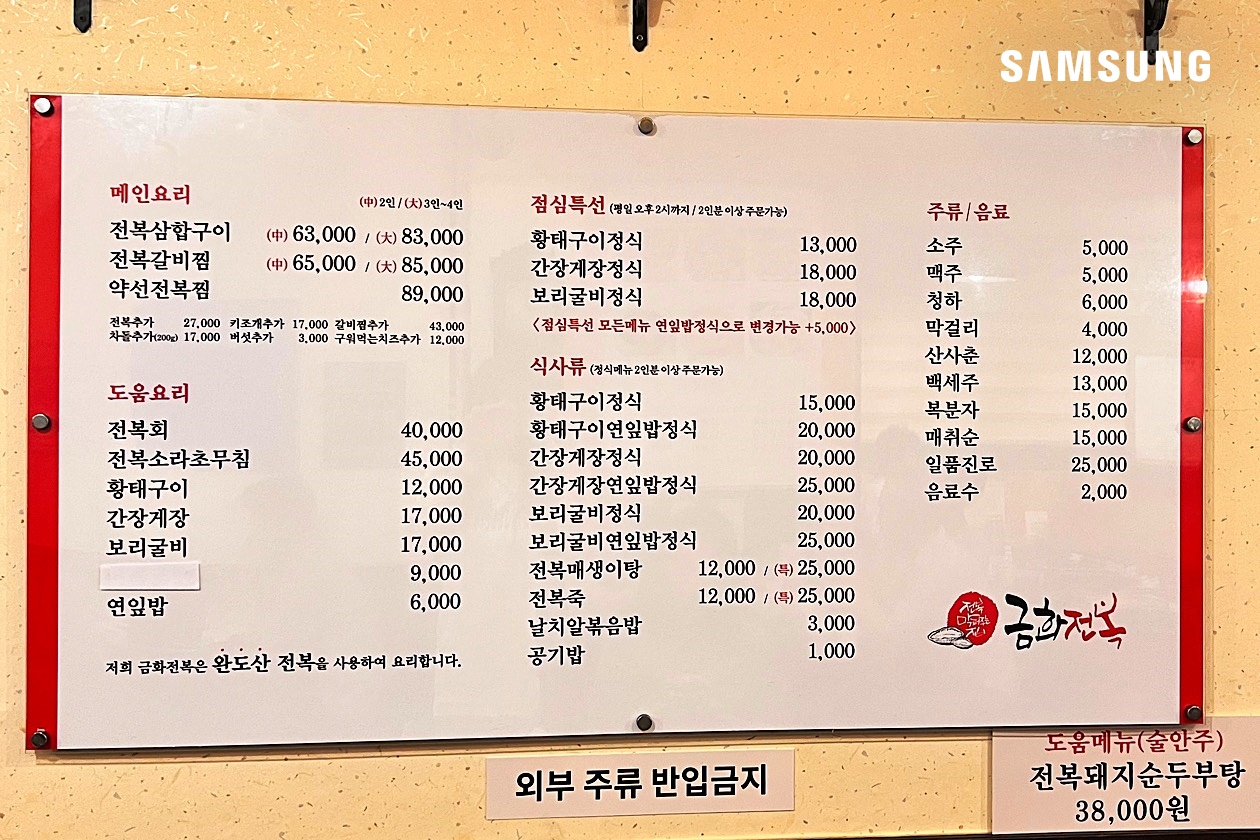 SAMSUNG
메인요리 (中)2인 / (大)3인~4인
전복삼합구이 (中) 63,000 / (大) 83,000
전복갈비찜 (中) 65,000 / (大) 85,000
약선전복찜 89,000
전복추가 27,000 키조개추가 17,000 갈비찜추가 43,000
차돌추가(200g) 17,000 버섯추가 3,000 구워먹는치즈추가 12,000
도움요리
전복회 40,000
전복소라초무침 45,000
황태구이 12,000
간장게장 17,000
보리굴비 17,000
9,000
연잎밥 6,000
저희 금화전복은 완도산 전복을 사용하여 요리합니다.
점심특선 (평일 오후 2시까지 / 2인분 이상 주문가능)
황태구이정식 13,000
간장게장정식 18,000
보리굴비정식 18,000
<점심특선 모든메뉴 연잎밥정식으로 변경가능 +5,000>
식사류 (정식메뉴 2인분 이상 주문가능)
황태구이정식 15,000
황태구이연잎밥정식 20,000
간장게장정식 20,000
간장게장연잎밥정식 25,000
보리굴비정식 20,000
보리굴비연잎밥정식 25,000
전복매생이탕 12,000 / (특) 25,000
전복죽 12,000 / (특) 25,000
날치알볶음밥 3,000
공기밥 1,000
주류/음료
소주 5,000
맥주 5,000
청하 6,000
막걸리 4,000
산사춘 12,000
백세주 13,000
복분자 15,000
매취순 15,000
일품진로 25,000
음료수 2,000
전복
금화전복
외부 주류 반입금지
도움메뉴(술안주)
전복돼지순두부탕
38,000원